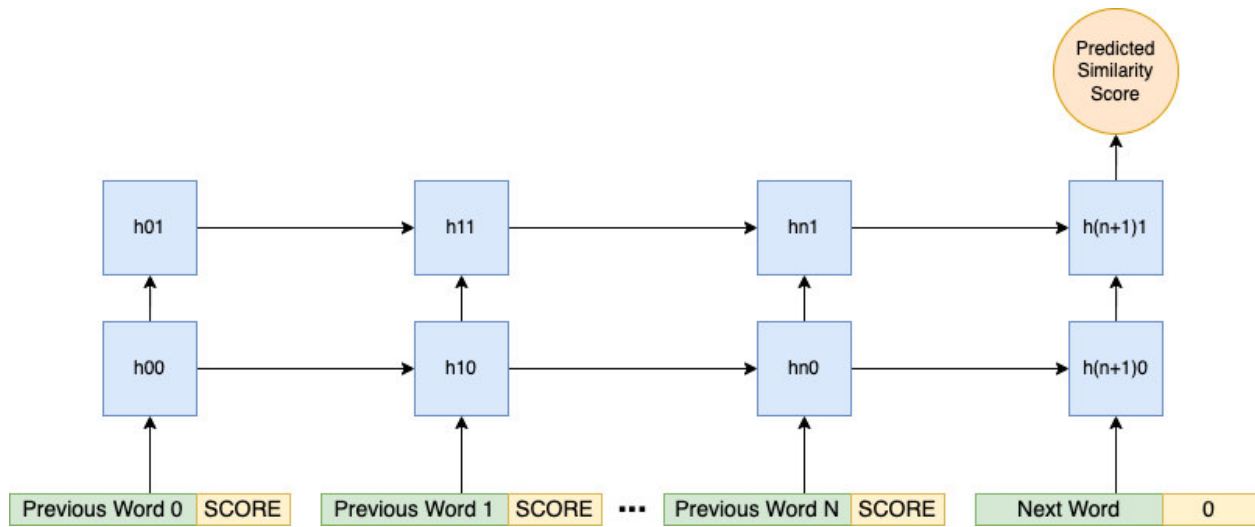 Predicted
Similarity
Score
h01
h11
hn1
h(n+1)1
h00
h10
hn0
h(n+1)0
Previous Word 0 SCORE
Previous Word 1 SCORE
...
Previous Word N SCORE
Next Word 0